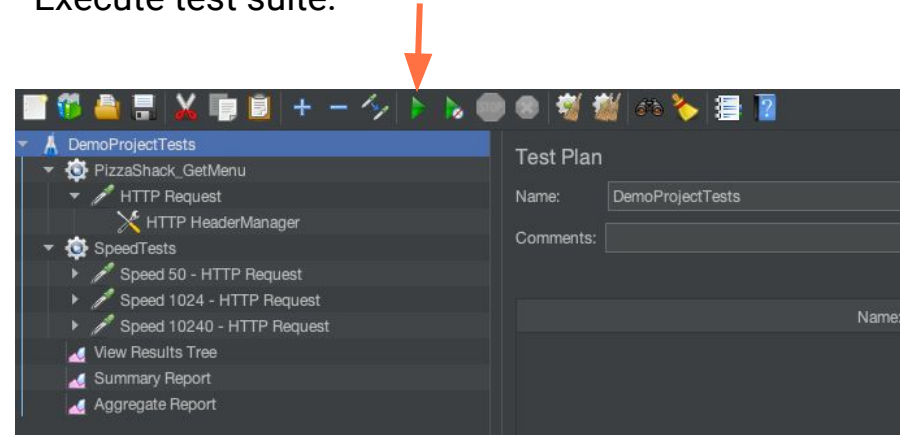 Execute test suite.
DemoProjectTests
PizzaShack_GetMenu
HTTP Request
HTTP HeaderManager
SpeedTests
Speed 50 - HTTP Request
Speed 1024 - HTTP Request
Speed 10240 - HTTP Request
View Results Tree
Summary Report
Aggregate Report
Test Plan
Name: DemoProjectTests
Comments:
Name: